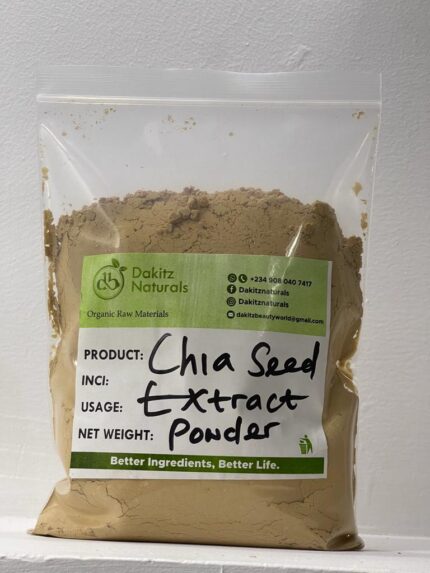 db
Dakitz
Naturals
Organic Raw Materials
+234 908 040 7417
Dakitznaturals
Dakitznaturals
dakitzbeautyworld@gmail.com
PRODUCT: Chia Seed
INCI:
USAGE: Extract
NET WEIGHT: Powder
Better Ingredients, Better Life.